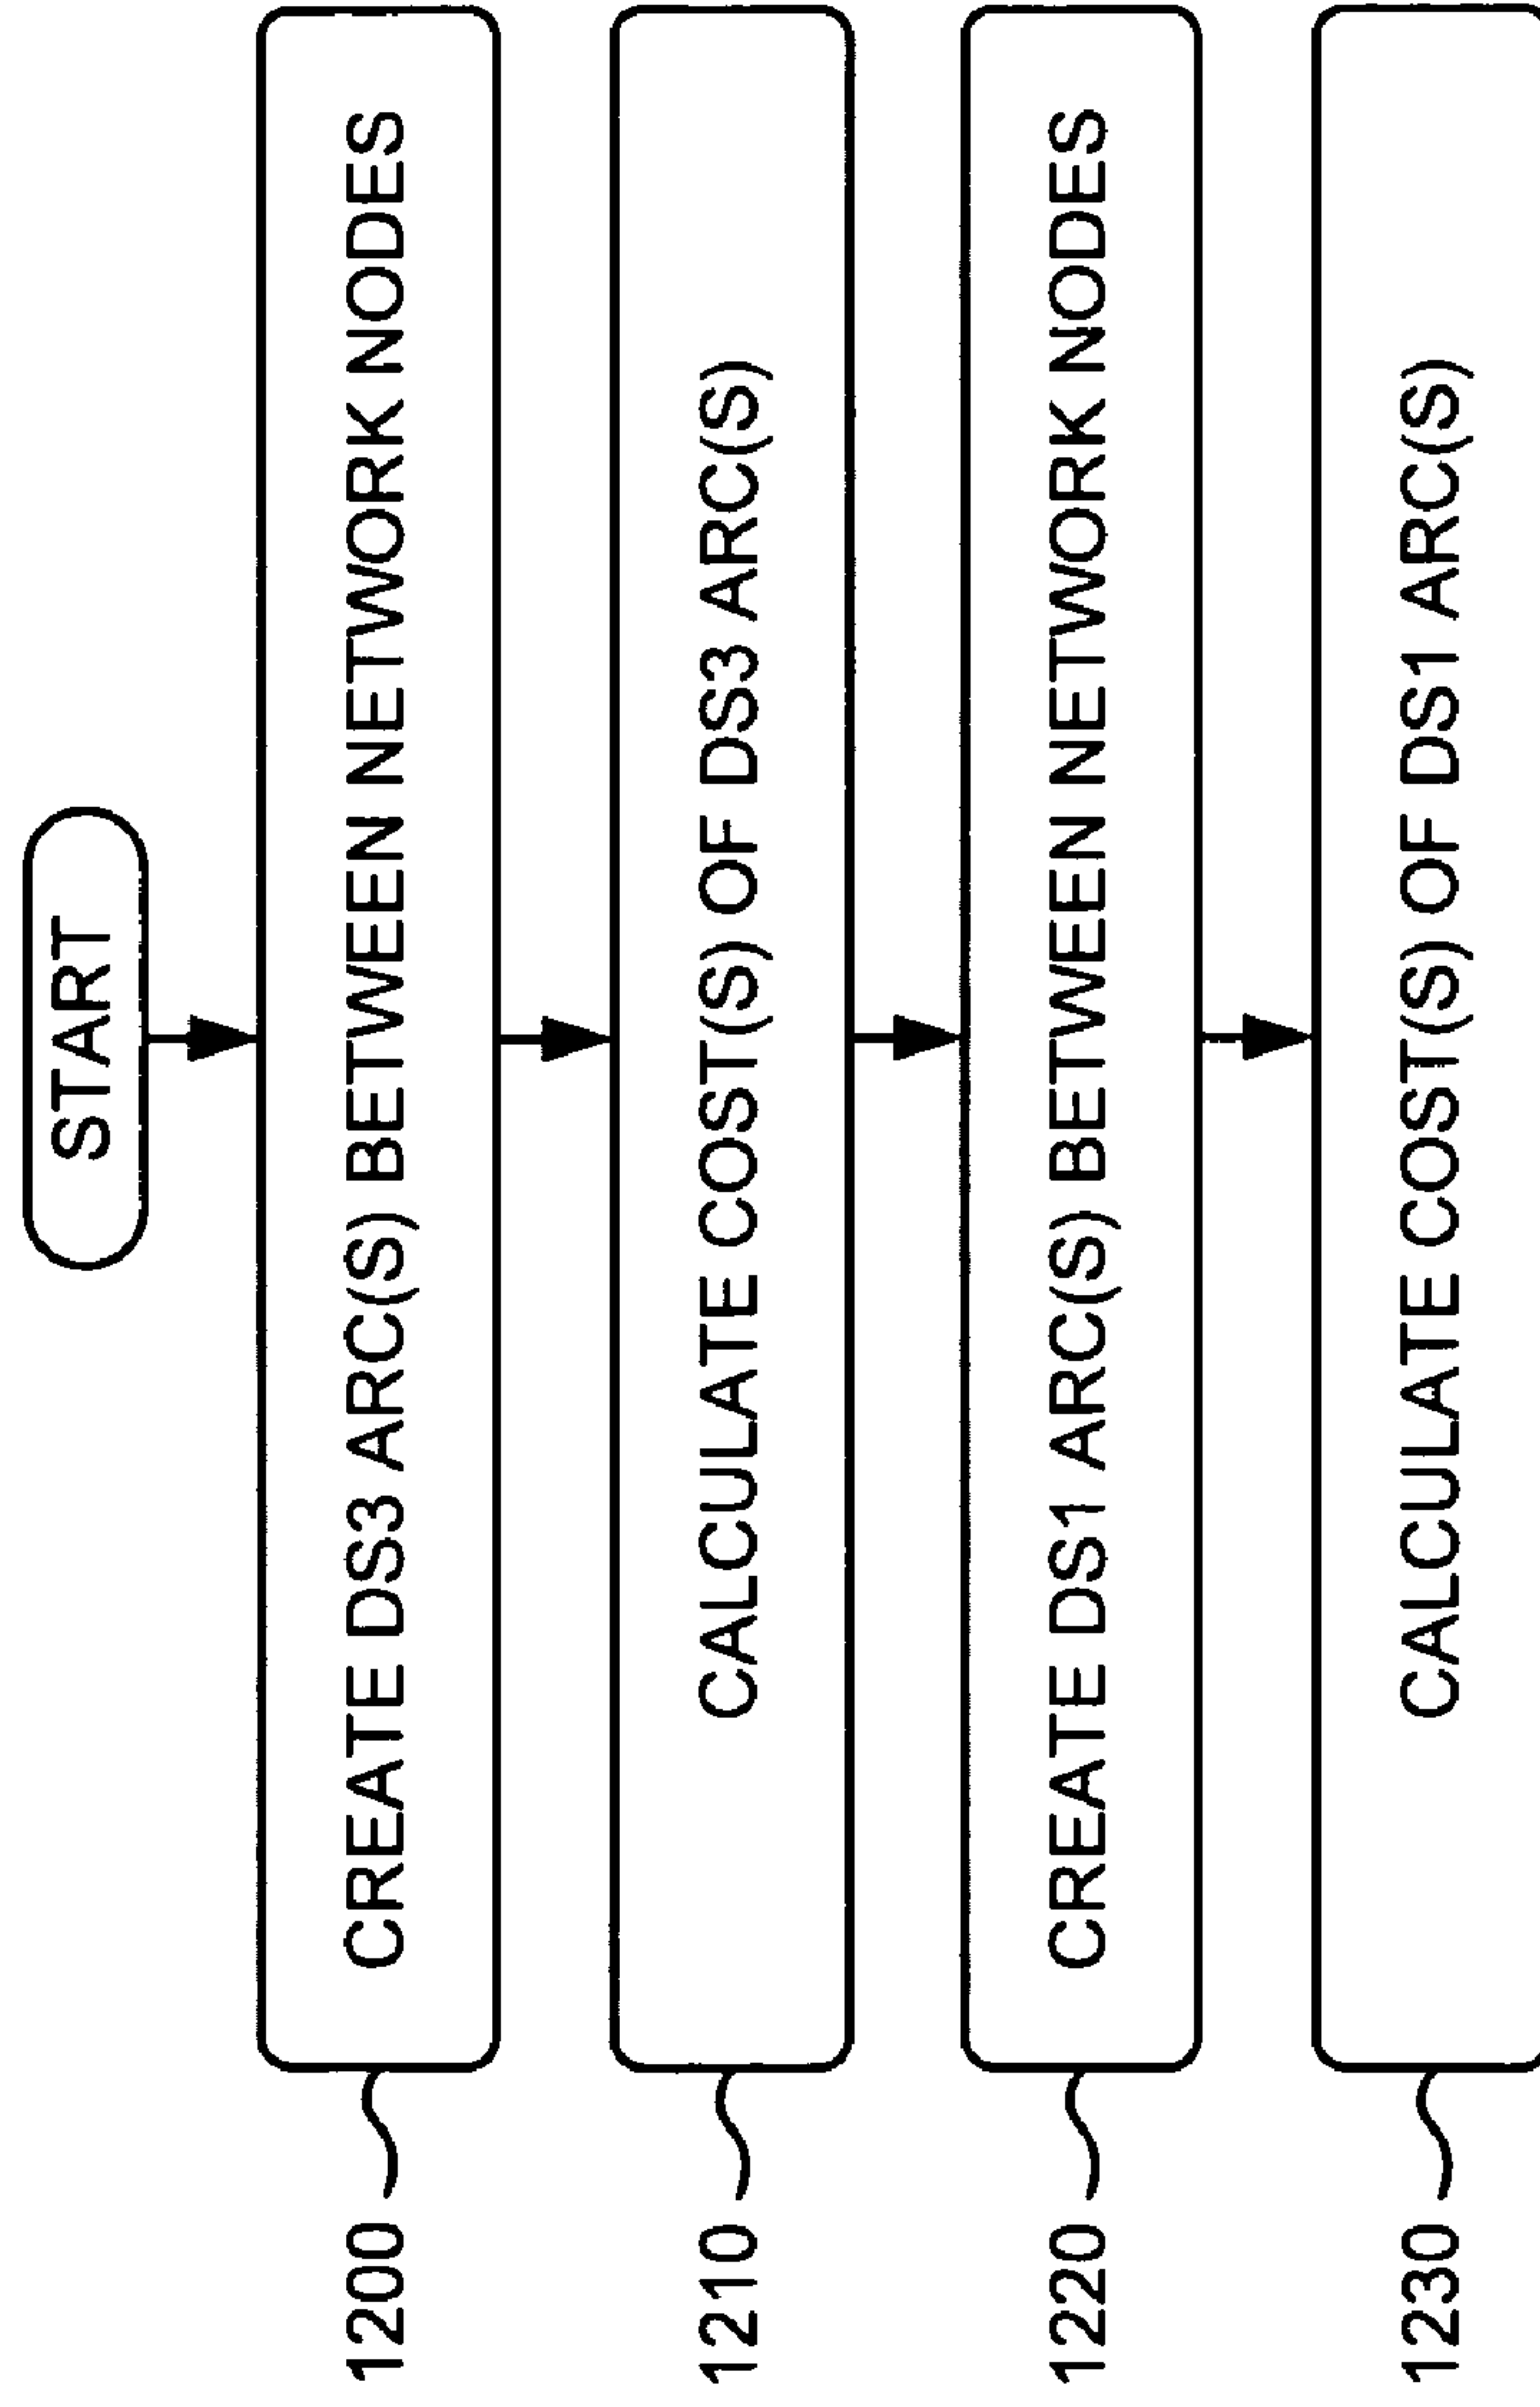 START
1200 CREATE DS3 ARC(S) BETWEEN NETWORK NODES
1210 CALCULATE COST(S) OF DS3 ARC(S)
1220 CREATE DS1 ARC(S) BETWEEN NETWORK NODES
1230 CALCULATE COST(S) OF DS1 ARC(S)